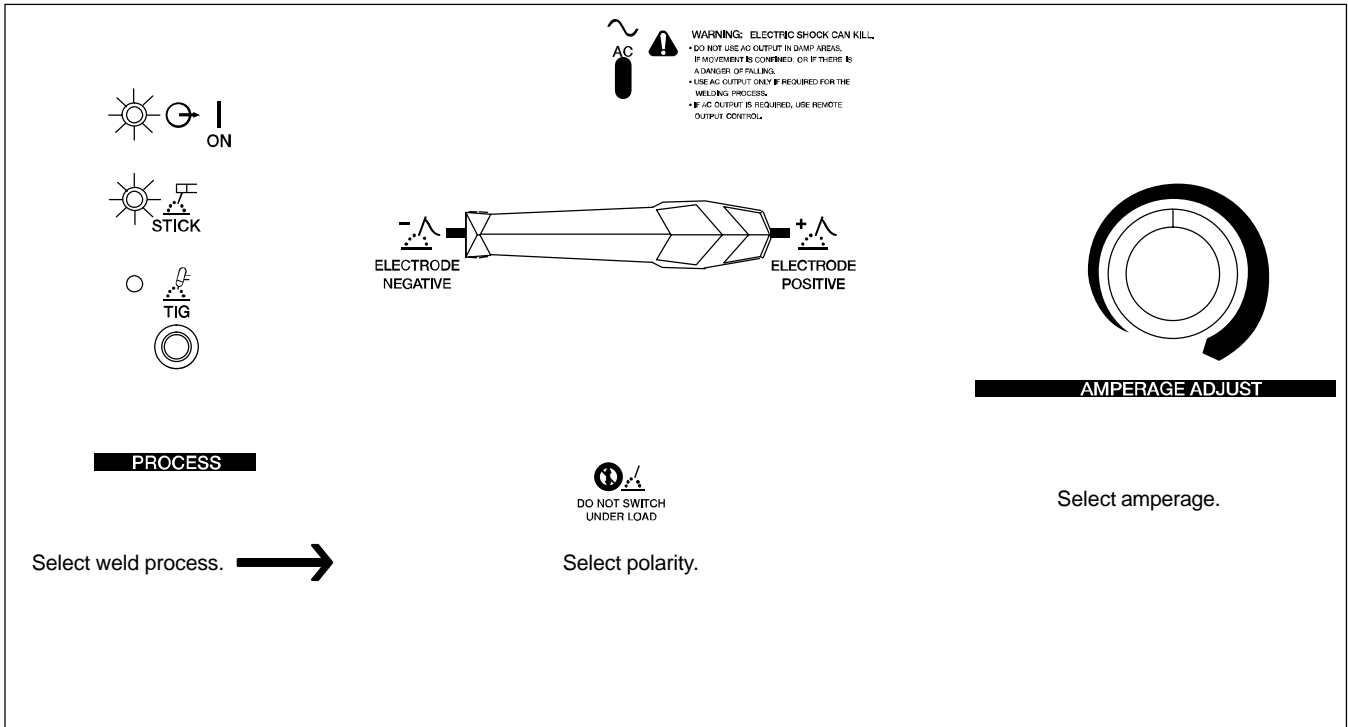 AC
WARNING: ELECTRIC SHOCK CAN KILL.
• DO NOT USE AC OUTPUT IN DAMP AREAS.
IF MOVEMENT IS CONFINED, OR IF THERE IS
A DANGER OF FALLING.
• USE AC OUTPUT ONLY IF REQUIRED FOR THE
WELDING PROCESS.
• IF AC OUTPUT IS REQUIRED, USE REMOTE
OUTPUT CONTROL.
ON
STICK
TIG
PROCESS
Select weld process.
- 
ELECTRODE
NEGATIVE
+
ELECTRODE
POSITIVE
DO NOT SWITCH
UNDER LOAD
Select polarity.
AMPERAGE ADJUST
Select amperage.